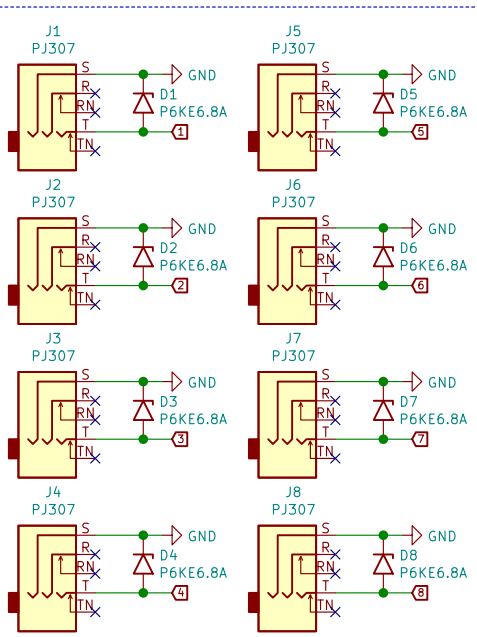 J1
PJ307
S
GND
R
D1
RN
P6KE6.8A
T
1
TN
J5
PJ307
S
GND
R
D5
RN
P6KE6.8A
T
5
TN
J2
PJ307
S
GND
R
D2
RN
P6KE6.8A
T
2
TN
J6
PJ307
S
GND
R
D6
RN
P6KE6.8A
T
6
TN
J3
PJ307
S
GND
R
D3
RN
P6KE6.8A
T
3
TN
J7
PJ307
S
GND
R
D7
RN
P6KE6.8A
T
7
TN
J4
PJ307
S
GND
R
D4
RN
P6KE6.8A
T
4
TN
J8
PJ307
S
GND
R
D8
RN
P6KE6.8A
T
8
TN